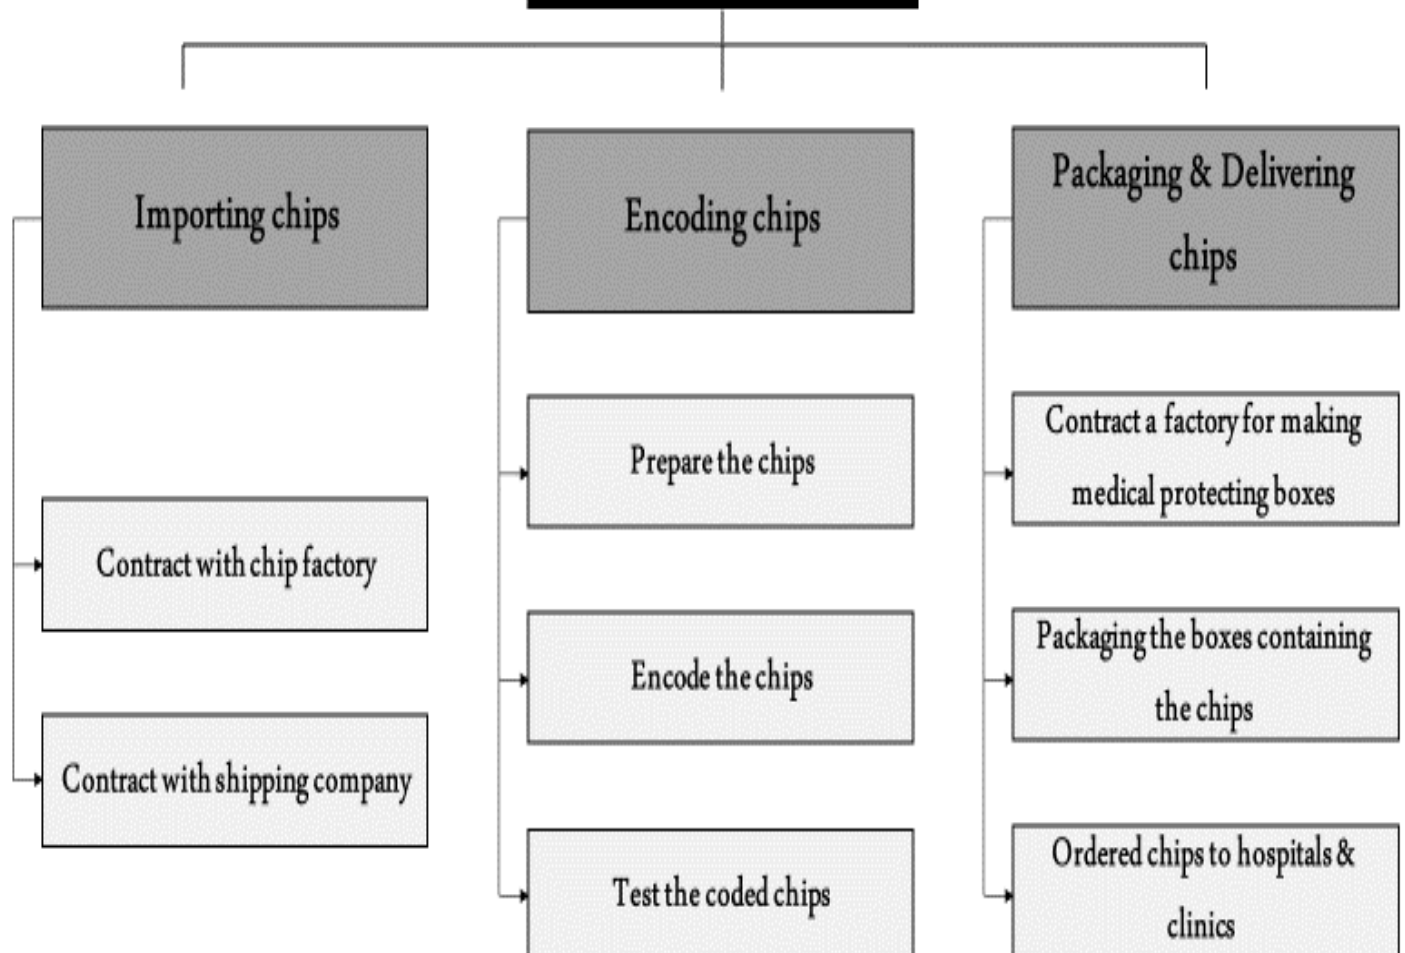 Importing chips
Contract with chip factory
Contract with shipping company
Encoding chips
Prepare the chips
Encode the chips
Test the coded chips
Packaging & Delivering
chips
Contract a factory for making
medical protecting boxes
Packaging the boxes containing
the chips
Ordered chips to hospitals &
clinics